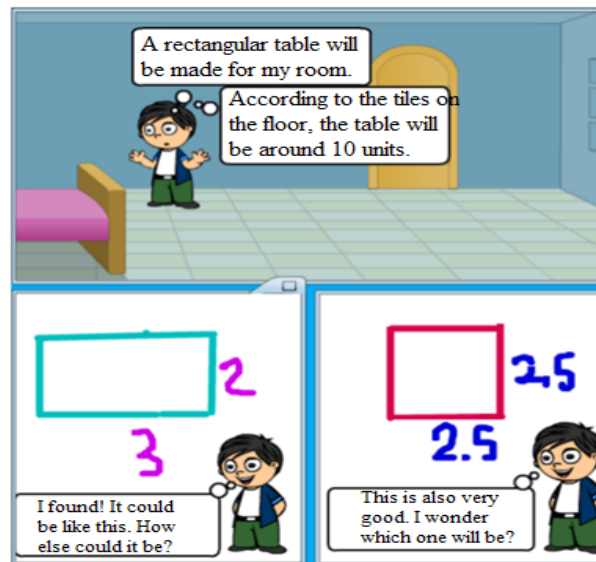 A rectangular table will
be made for my room.
According to the tiles on
the floor, the table will
be around 10 units.
2
3
I found! It could
be like this. How
else could it be?
2,5
2.5
This is also very
good. I wonder
which one will be?